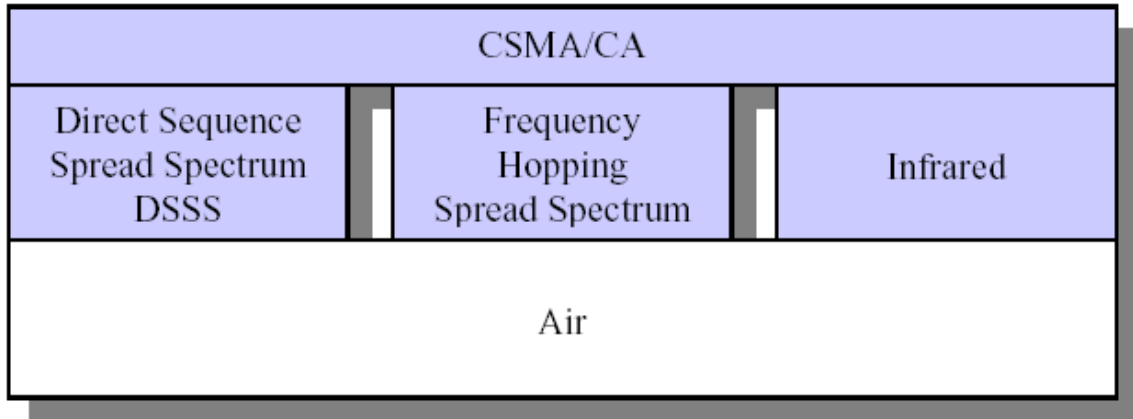 CSMA/CA
Direct Sequence
Spread Spectrum
DSSS
Frequency
Hopping
Spread Spectrum
Infrared
Air